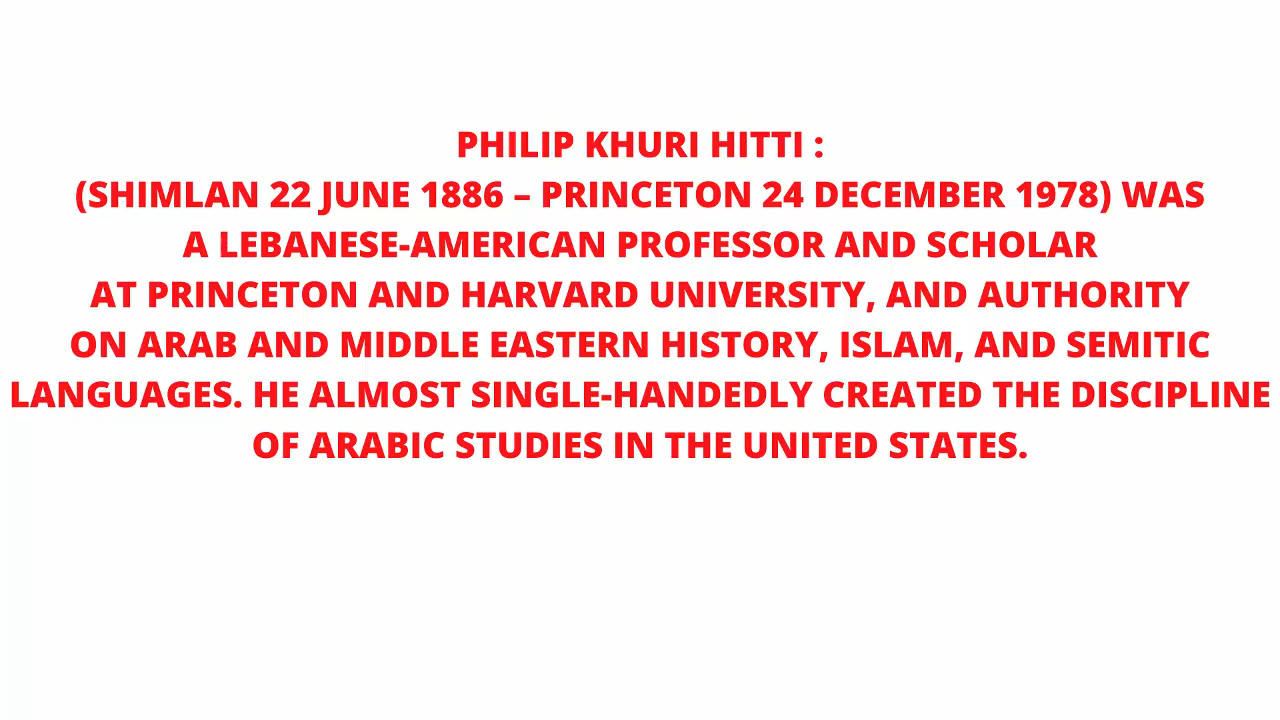 PHILIP KHURI HITTI :
(SHIMLAN 22 JUNE 1886 – PRINCETON 24 DECEMBER 1978) WAS
A LEBANESE-AMERICAN PROFESSOR AND SCHOLAR
AT PRINCETON AND HARVARD UNIVERSITY, AND AUTHORITY
ON ARAB AND MIDDLE EASTERN HISTORY, ISLAM, AND SEMITIC
LANGUAGES. HE ALMOST SINGLE-HANDEDLY CREATED THE DISCIPLINE
OF ARABIC STUDIES IN THE UNITED STATES.